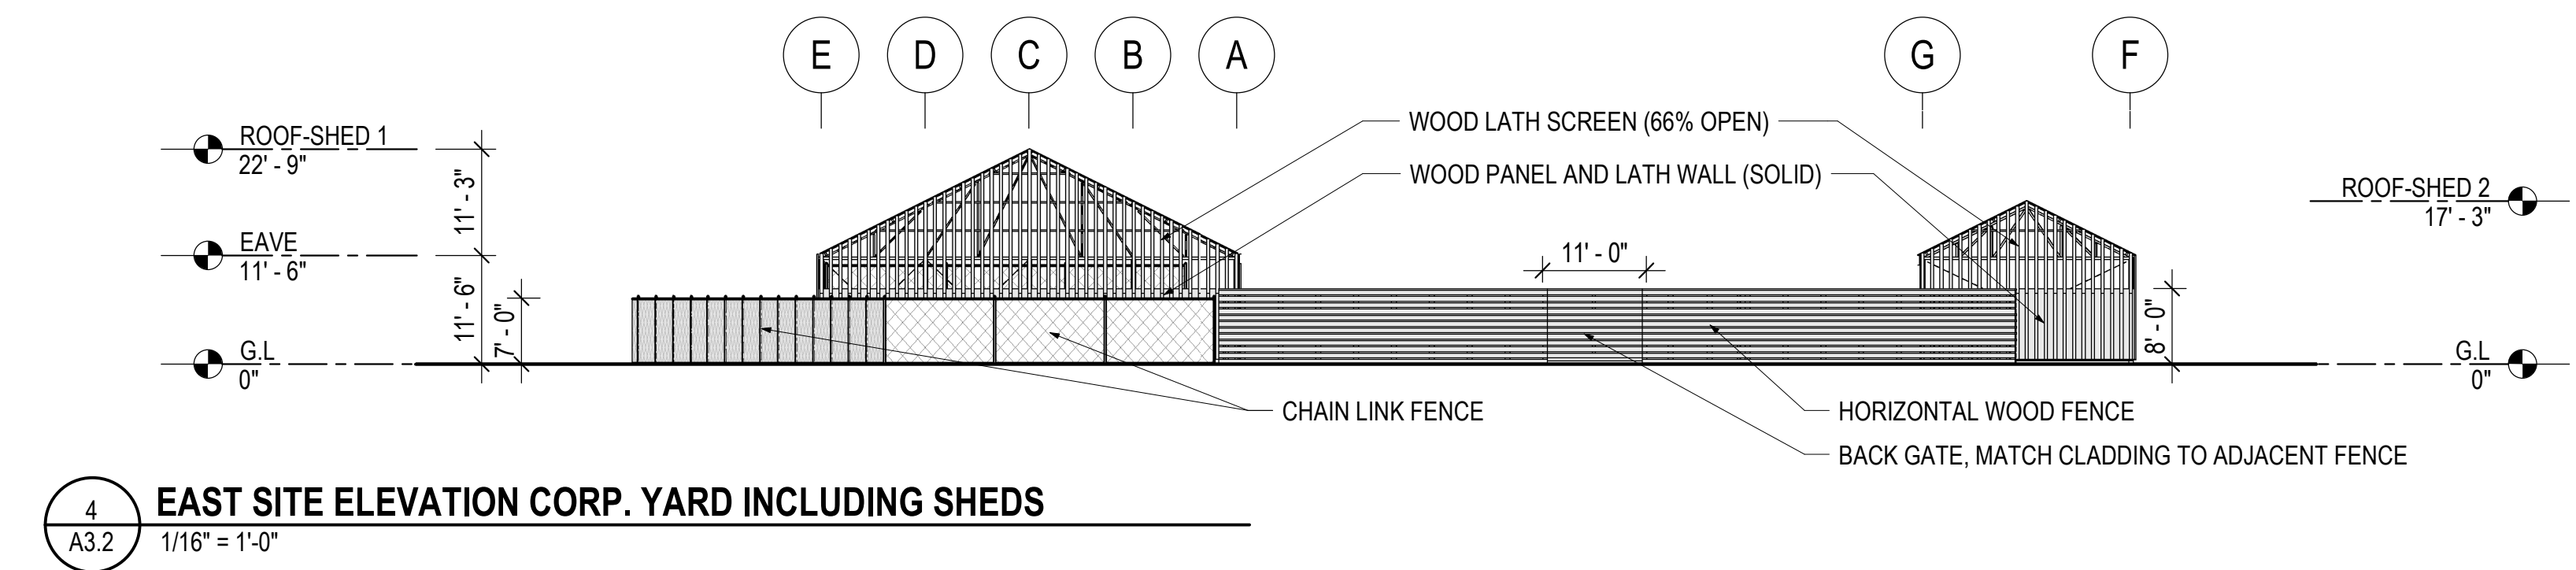 E D C B A G F
WOOD LATH SCREEN (66% OPEN)
ROOF-SHED 1
22' - 9"
11' - 3"
WOOD PANEL AND LATH WALL (SOLID)
ROOF-SHED 2
17' - 3"
EAVE
11' - 6"
11' - 0"
11' - 6"
7' - 0"
8' - 0"
G.L
0"
G.L
0"
CHAIN LINK FENCE
HORIZONTAL WOOD FENCE
BACK GATE, MATCH CLADDING TO ADJACENT FENCE
4
A3.2
EAST SITE ELEVATION CORP. YARD INCLUDING SHEDS
1/16" = 1'-0"